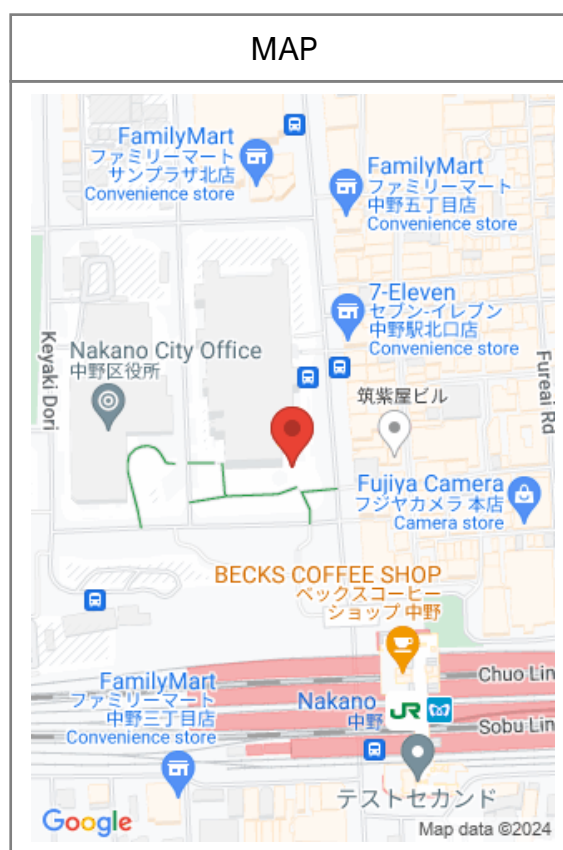 MAP
FamilyMart
ファミリーマート
サンプラザ北店
Convenience store
FamilyMart
ファミリーマート
中野五丁目店
Convenience store
7-Eleven
セブン-イレブン
中野駅北口店
Convenience store
Keyaki Dori
Nakano City Office
中野区役所
筑紫屋ビル
Fureai Rd
Fujiya Camera
フジヤカメラ 本店
Camera store
BECKS COFFEE SHOP
ベックスコーヒー
ショップ 中野
Chuo Lin
FamilyMart
ファミリーマート
中野三丁目店
Convenience store
Nakano
中野
JR
Sobu Lin
テストセカンド
Google
Map data ©2024